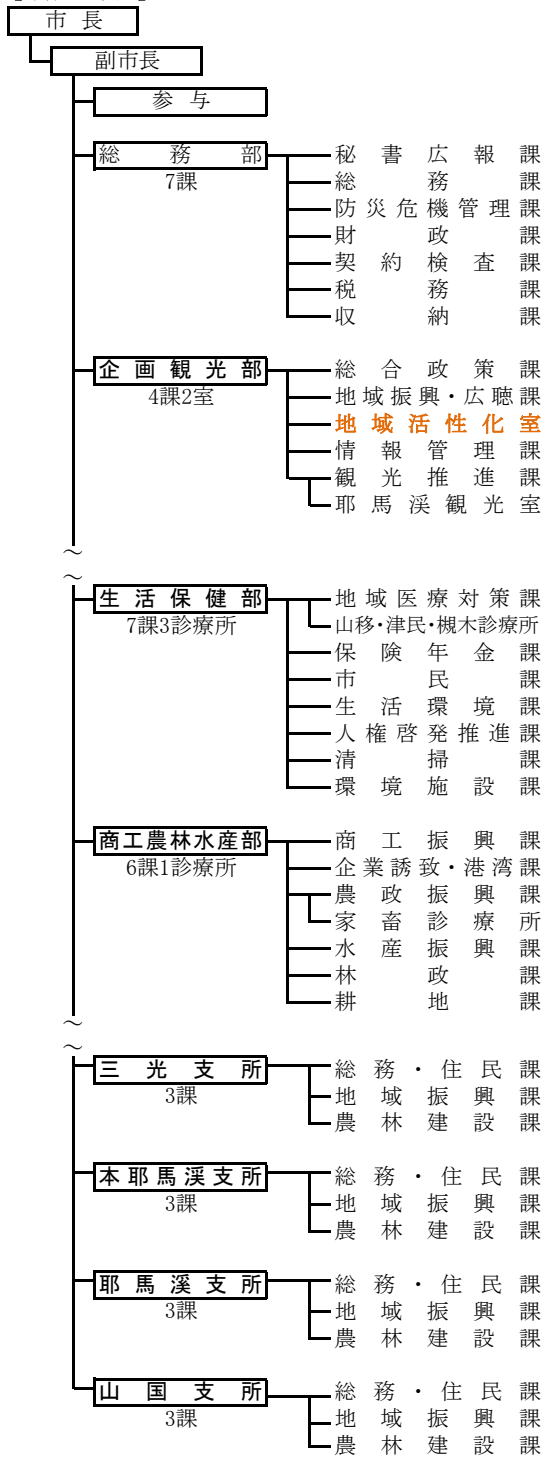 市長
副市長
参与
総務部 秘書広報課
7課 総務課
防災危機管理課
財政課
契約検査課
税務課
収納課
企画観光部 総合政策課
4課2室 地域振興・広聴課
地域活性化室
情報管理課
観光推進課
耶馬渓観光室
～
～
生活保健部 地域医療対策課
7課3診療所 山移・津民・槻木診療所
保険年金課
市民課
生活環境課
人権啓発推進課
清掃課
環境施設課
商工農林水産部 商工振興課
6課1診療所 企業誘致・港湾課
農政振興課
家畜診療所
水産振興課
林政課
耕地課
～
～
三光支所 総務・住民課
3課 地域振興課
農林建設課
本耶馬渓支所 総務・住民課
3課 地域振興課
農林建設課
耶馬渓支所 総務・住民課
3課 地域振興課
農林建設課
山国支所 総務・住民課
3課 地域振興課
農林建設課